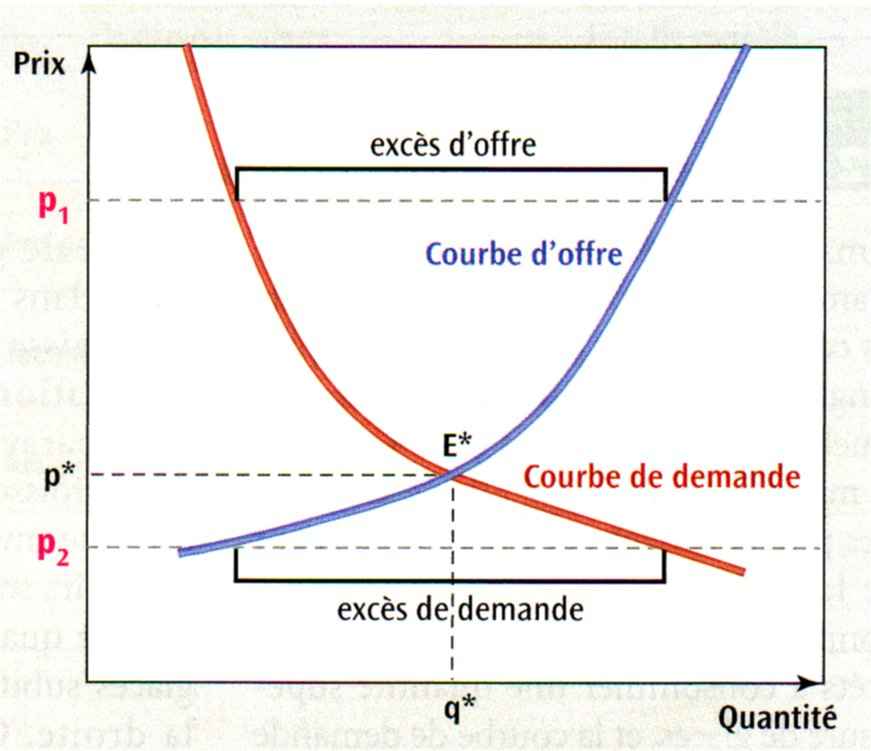 Prix
excès d'offre
p1
Courbe d'offre
E*
p*
Courbe de demande
p2
excès de demande
q*
Quantité